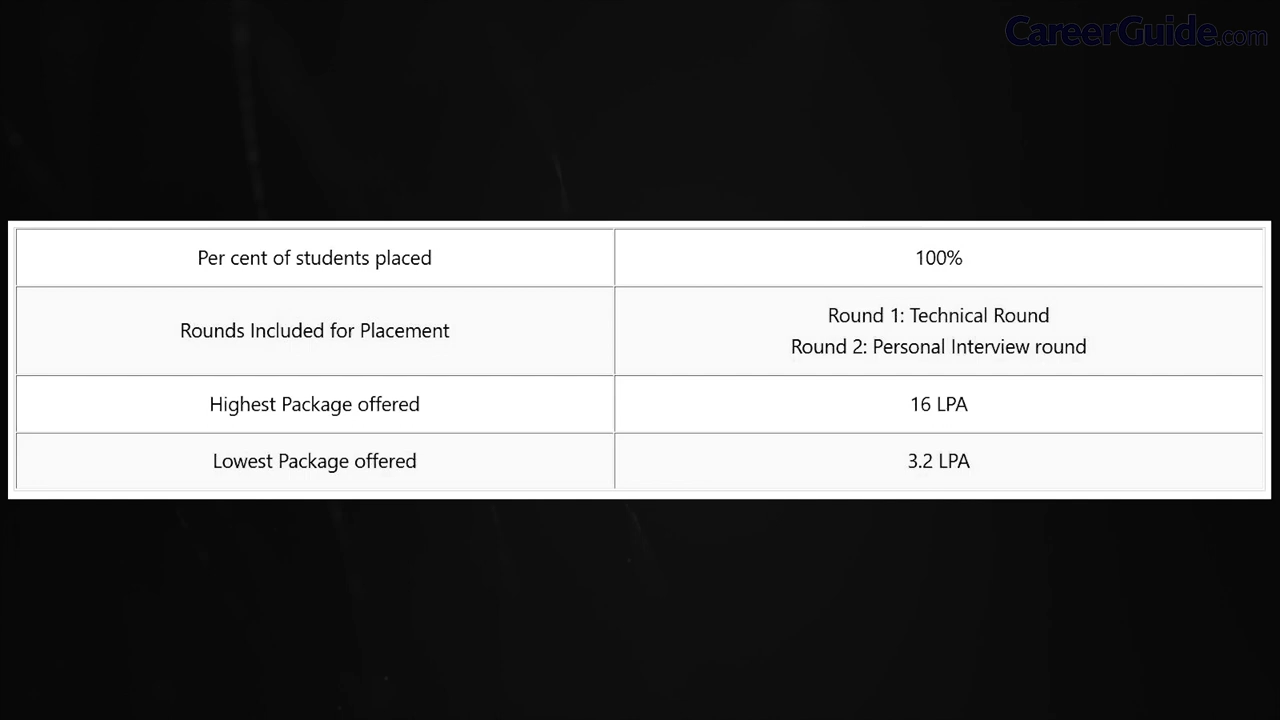 CareerGuide.com
Per cent of students placed
100%
Rounds Included for Placement
Round 1: Technical Round
Round 2: Personal Interview round
Highest Package offered
16 LPA
Lowest Package offered
3.2 LPA